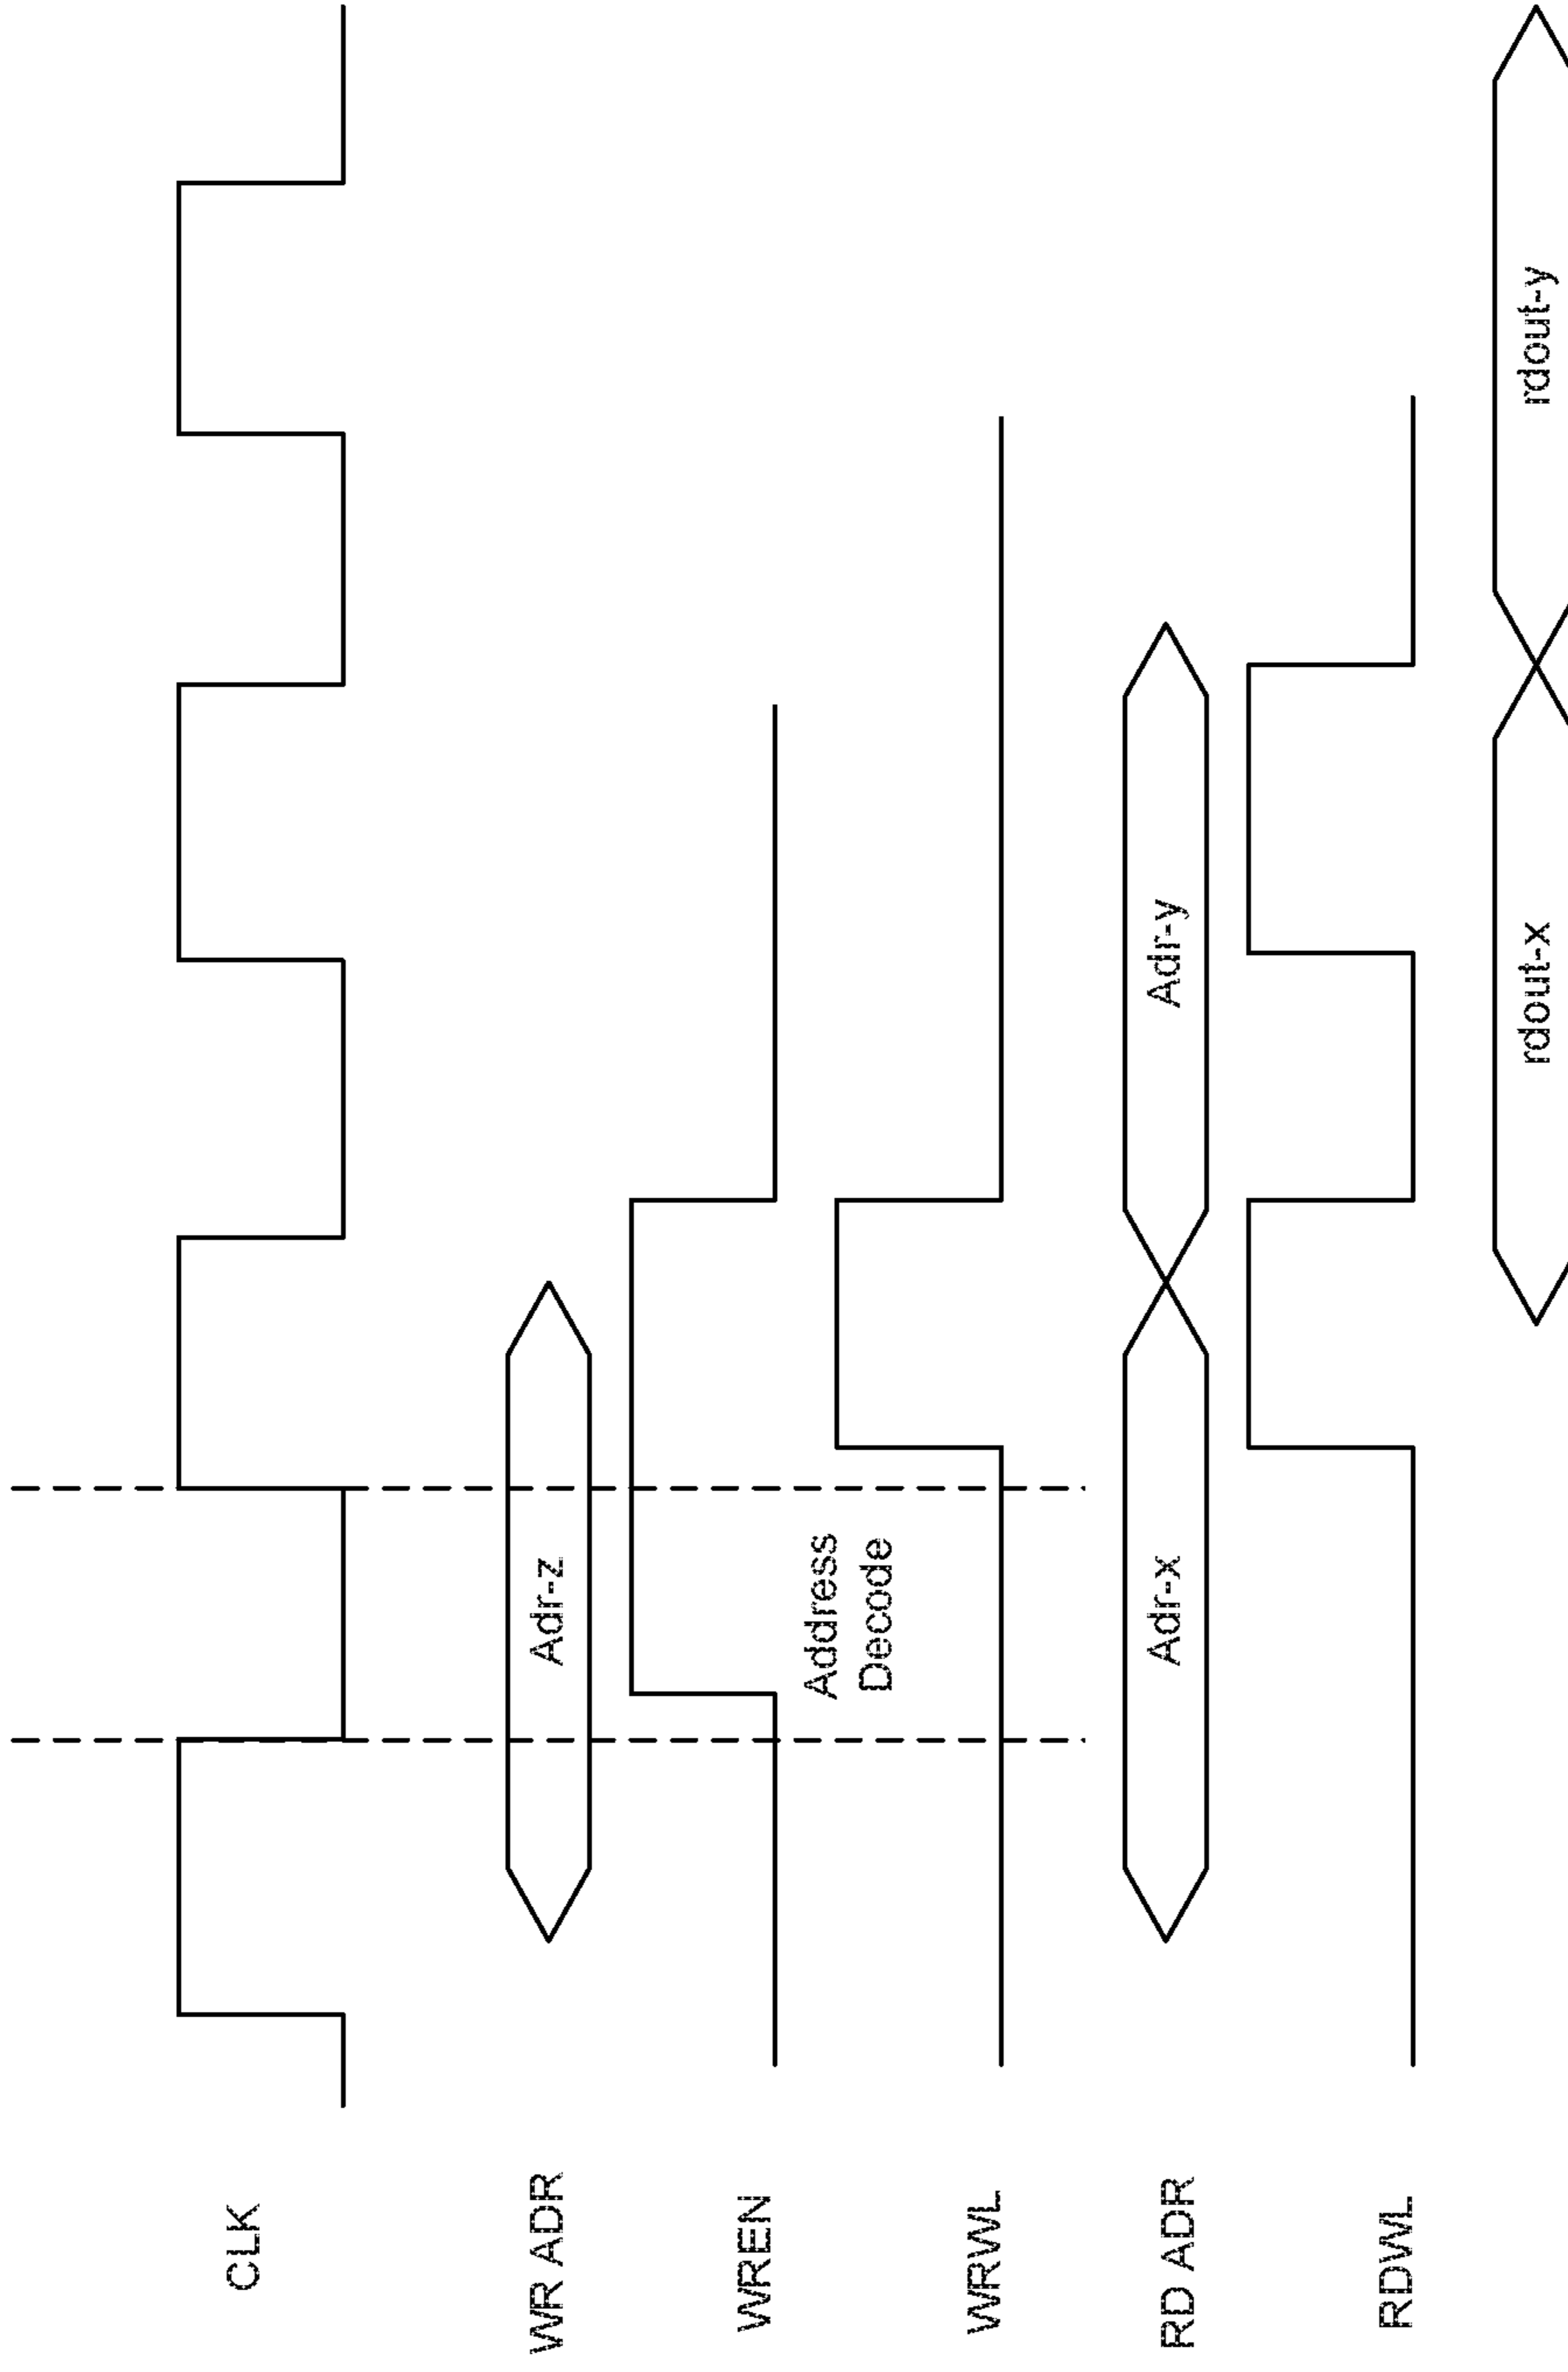 CLK
WR ADR
Adr-z
WREN
Address
Decode
WRWL
RD ADR
Adr-x
Adr-y
RDWL
rdout-x
rdout-y